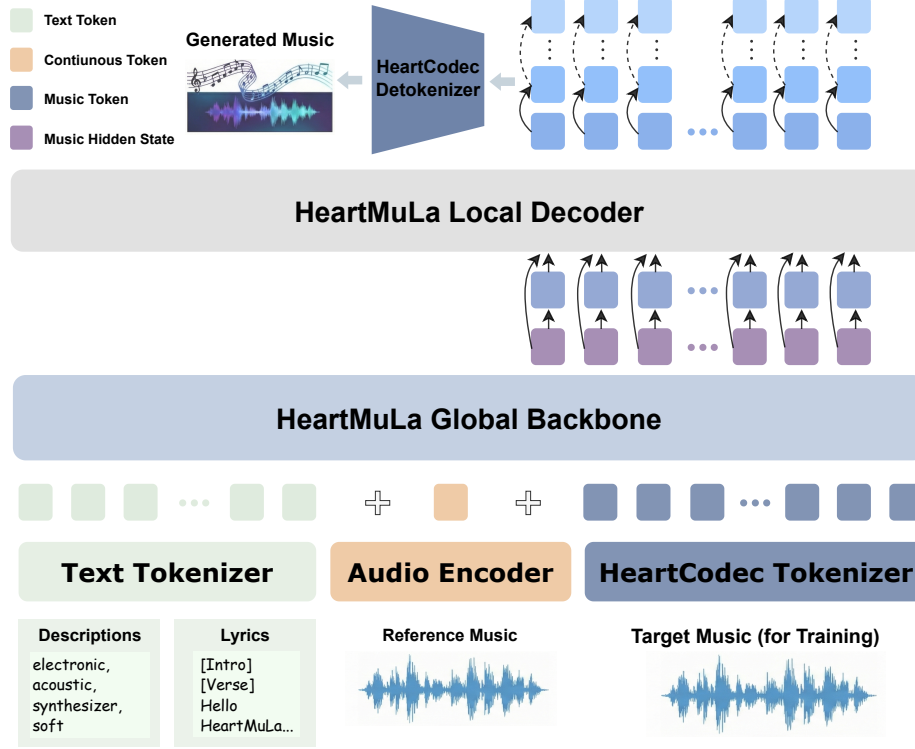 Text Token
Contiunous Token
Music Token
Music Hidden State
Generated Music
HeartCodec
Detokenizer
HeartMuLa Local Decoder
HeartMuLa Global Backbone
Text Tokenizer
Audio Encoder
HeartCodec Tokenizer
Descriptions
electronic,
acoustic,
synthesizer,
soft
Lyrics
[Intro]
[Verse]
Hello
HeartMuLa...
Reference Music
Target Music (for Training)